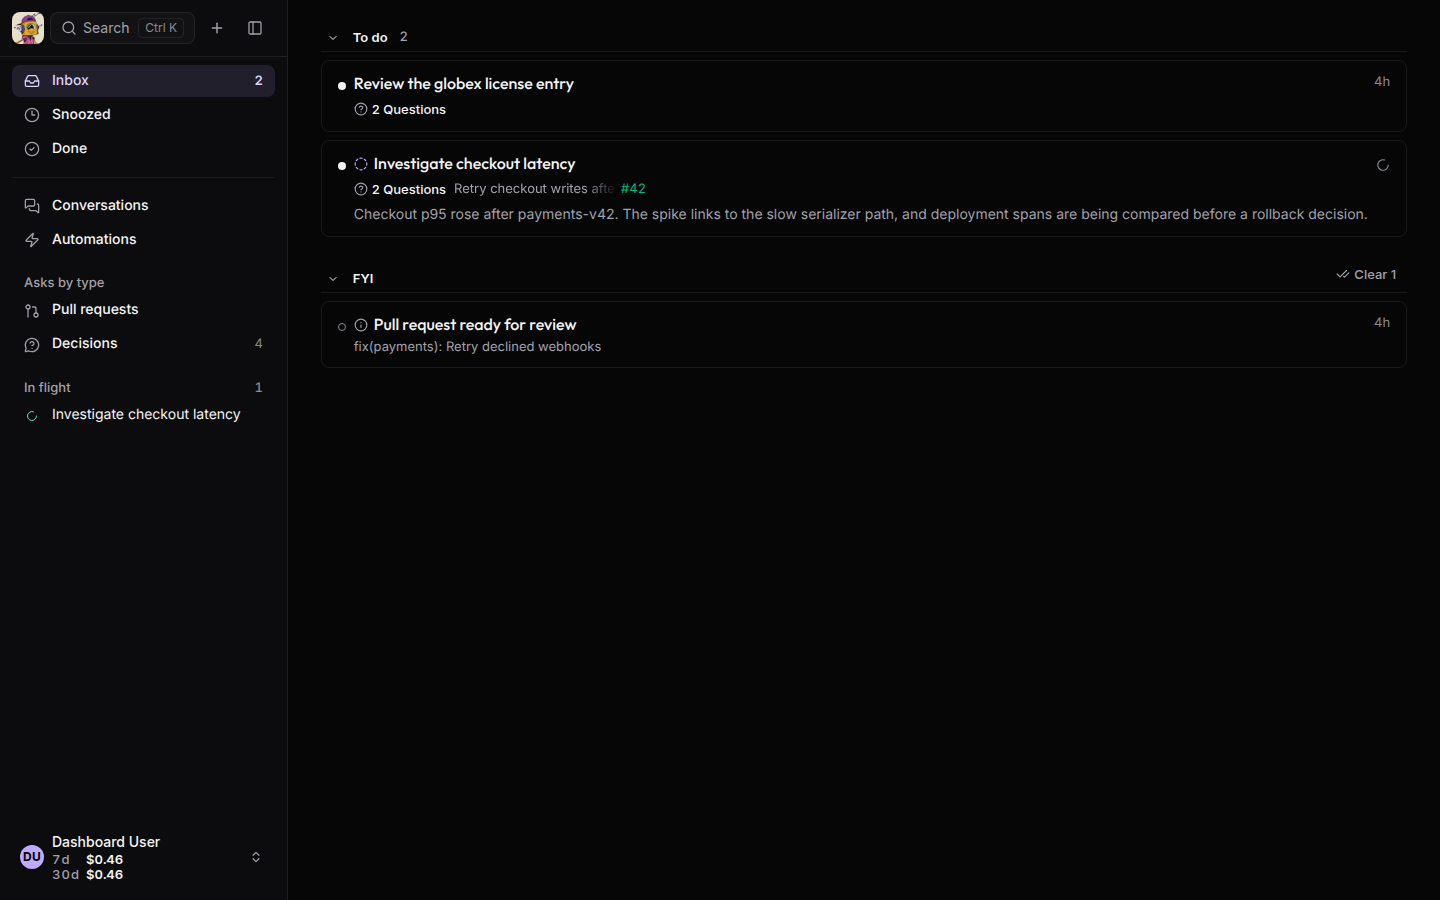 Search Ctrl K
Inbox 2
Snoozed
Done
Conversations
Automations
Asks by type
Pull requests
Decisions 4
In flight 1
Investigate checkout latency
DU Dashboard User
7d $0.46
30d $0.46
To do 2
Review the globex license entry 4h
2 Questions
Investigate checkout latency
2 Questions Retry checkout writes afte #42
Checkout p95 rose after payments-v42. The spike links to the slow serializer path, and deployment spans are being compared before a rollback decision.
FYI Clear 1
Pull request ready for review 4h
fix(payments): Retry declined webhooks